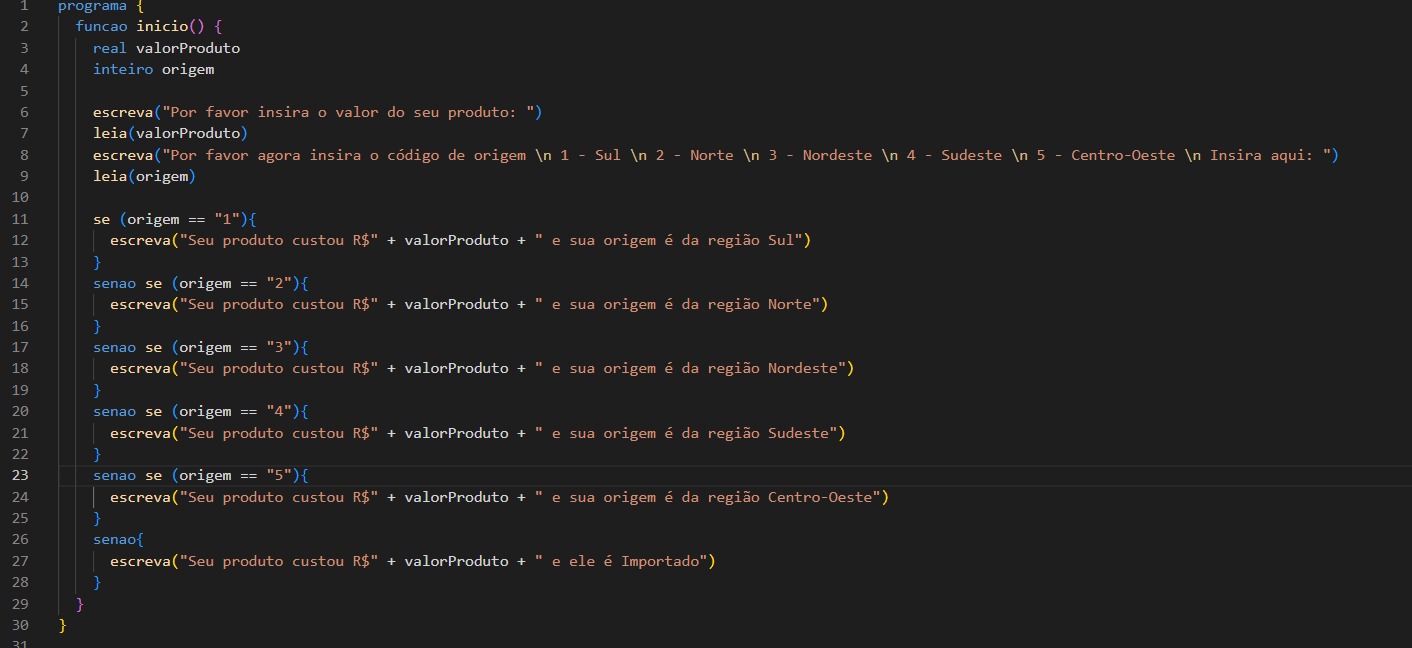 1 programa {
2 funcao inicio() {
3 real valorProduto
4 inteiro origem
5
6 escreva("Por favor insira o valor do seu produto: ")
7 leia(valorProduto)
8 escreva("Por favor agora insira o código de origem \n 1 - Sul \n 2 - Norte \n 3 - Nordeste \n 4 - Sudeste \n 5 - Centro-Oeste \n Insira aqui: ")
9 leia(origem)
10
11 se (origem == "1"){
12 escreva("Seu produto custou R$" + valorProduto + " e sua origem é da região Sul")
13 }
14 senao se (origem == "2"){
15 escreva("Seu produto custou R$" + valorProduto + " e sua origem é da região Norte")
16 }
17 senao se (origem == "3"){
18 escreva("Seu produto custou R$" + valorProduto + " e sua origem é da região Nordeste")
19 }
20 senao se (origem == "4"){
21 escreva("Seu produto custou R$" + valorProduto + " e sua origem é da região Sudeste")
22 }
23 senao se (origem == "5"){
24 escreva("Seu produto custou R$" + valorProduto + " e sua origem é da região Centro-Oeste")
25 }
26 senao{
27 escreva("Seu produto custou R$" + valorProduto + " e ele é Importado")
28 }
29 }
30 }
31